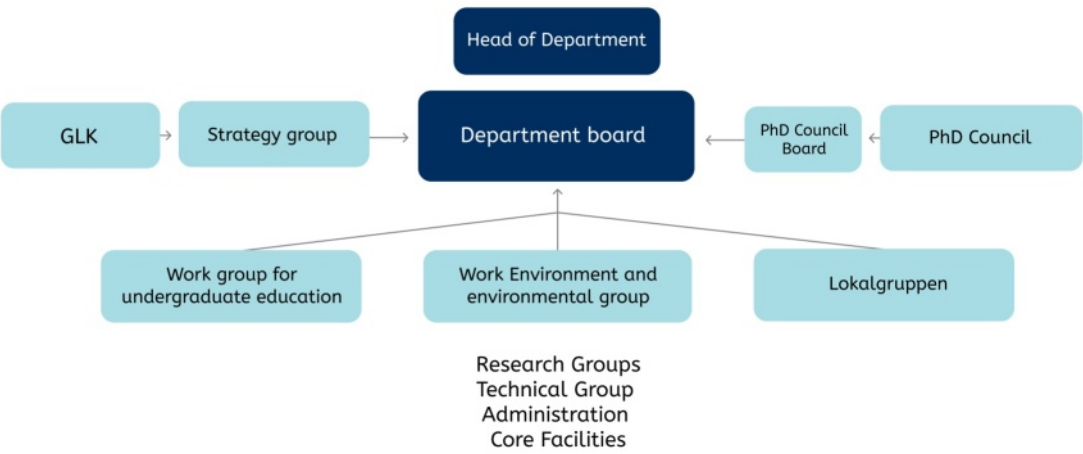 Head of Department
GLK
Strategy group
Department board
PhD Council
Board
PhD Council
Work group for
undergraduate education
Work Environment and
environmental group
Lokalgruppen
Research Groups
Technical Group
Administration
Core Facilities